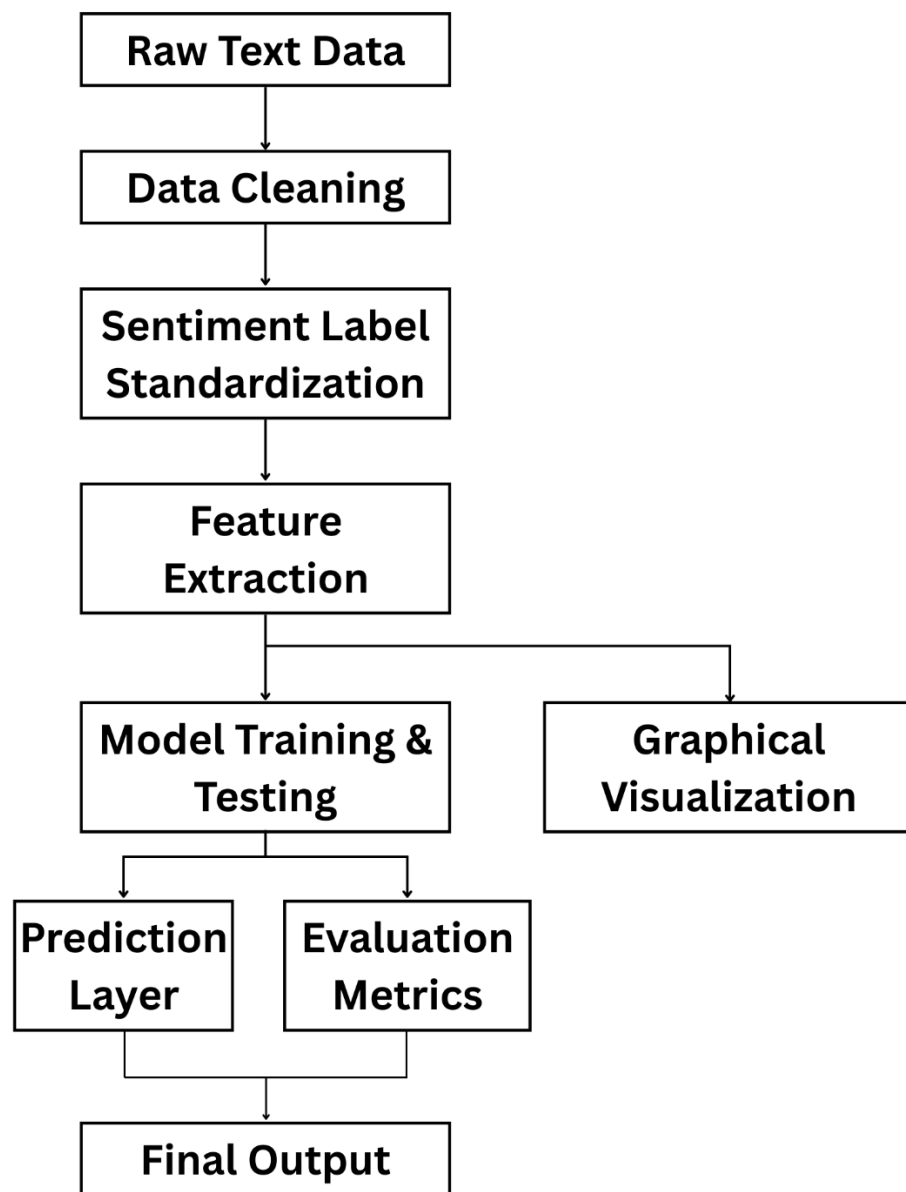 Raw Text Data
Data Cleaning
Sentiment Label
Standardization
Feature
Extraction
Model Training &
Testing
Graphical
Visualization
Prediction
Layer
Evaluation
Metrics
Final Output